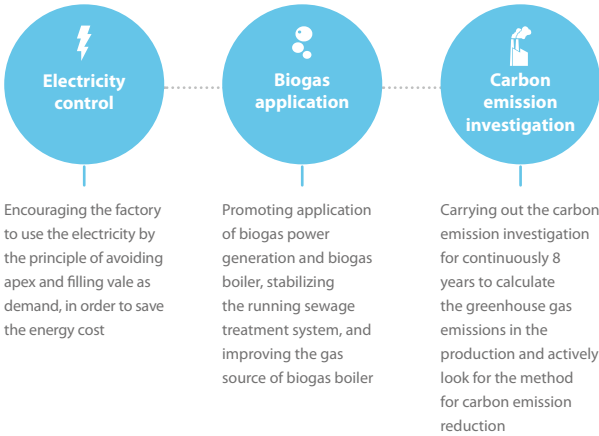 Electricity
control
Biogas
application
Carbon
emission
investigation
Encouraging the factory
to use the electricity by
the principle of avoiding
apex and filling vale as
demand, in order to save
the energy cost
Promoting application
of biogas power
generation and biogas
boiler, stabilizing
the running sewage
treatment system, and
improving the gas
source of biogas boiler
Carrying out the carbon
emission investigation
for continuously 8
years to calculate
the greenhouse gas
emissions in the
production and actively
look for the method
for carbon emission
reduction